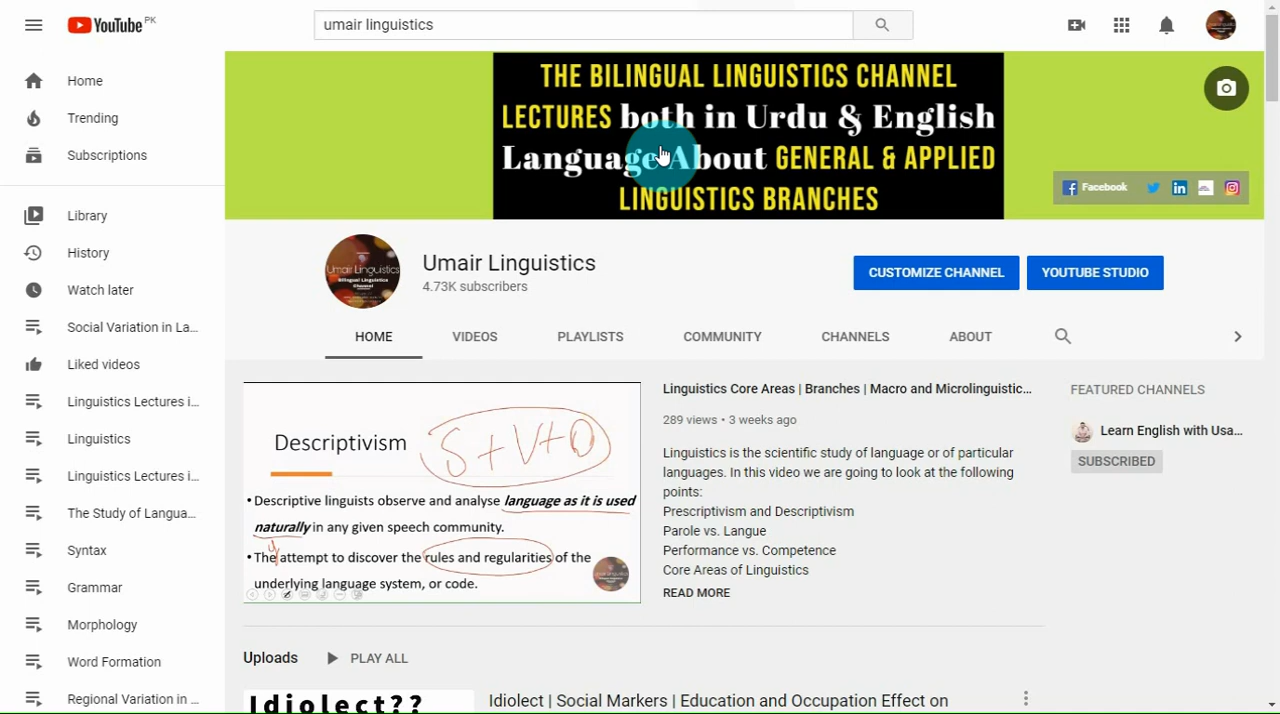 YouTube PK
umair linguistics
Home
Trending
Subscriptions
Library
History
Watch later
Social Variation in La...
Liked videos
Linguistics Lectures i...
Linguistics
Linguistics Lectures i...
The Study of Langua...
Syntax
Grammar
Morphology
Word Formation
Regional Variation in ...
THE BILINGUAL LINGUISTICS CHANNEL
LECTURES both in Urdu & English
Language About GENERAL & APPLIED
LINGUISTICS BRANCHES
Facebook
Umair Linguistics
Bilingual Linguistics
Channel
Umair Linguistics
4.73K subscribers
CUSTOMIZE CHANNEL
YOUTUBE STUDIO
HOME
VIDEOS
PLAYLISTS
COMMUNITY
CHANNELS
ABOUT
Descriptivism
S+V+O
• Descriptive linguists observe and analyse language as it is used
naturally in any given speech community.
• The attempt to discover the rules and regularities of the
underlying language system, or code.
Linguistics Core Areas | Branches | Macro and Microlinguistic...
289 views • 3 weeks ago
Linguistics is the scientific study of language or of particular
languages. In this video we are going to look at the following
points:
Prescriptivism and Descriptivism
Parole vs. Langue
Performance vs. Competence
Core Areas of Linguistics
READ MORE
FEATURED CHANNELS
Learn English with Usa...
SUBSCRIBED
Uploads
PLAY ALL
Idiolect??
Idiolect | Social Markers | Education and Occupation Effect on